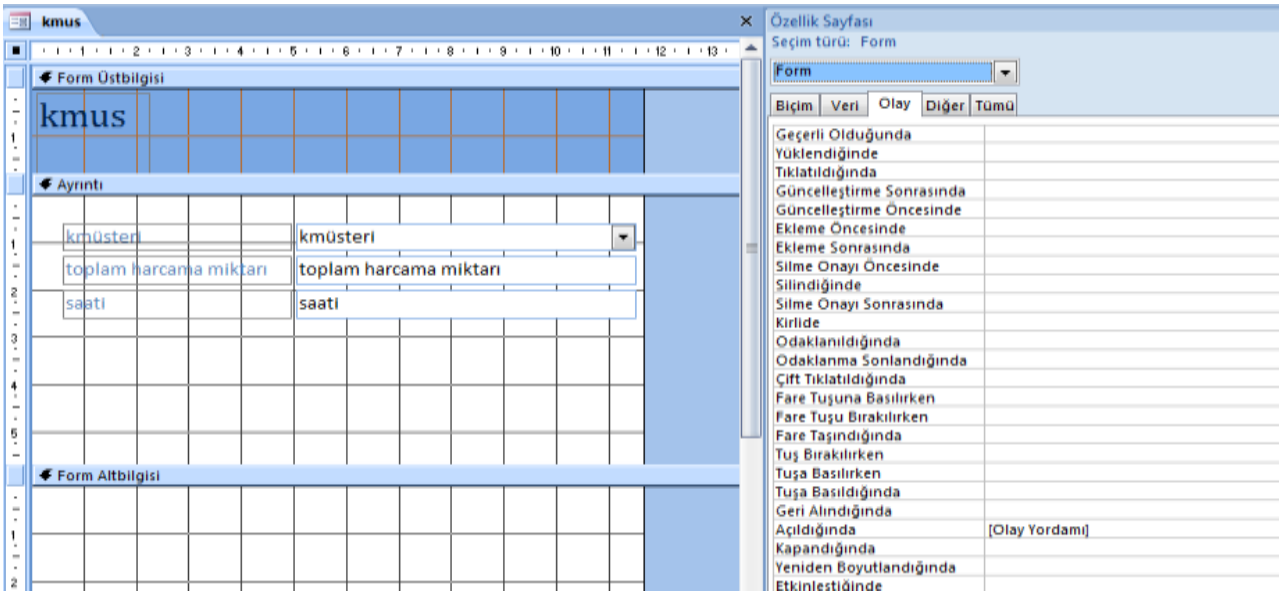 kmus
Form Üstbilgisi
kmus
Ayrıntı
kmüsteri kmüsteri
toplam harcama miktarı toplam harcama miktarı
saati saati
Form Altbilgisi
Özellik Sayfası
Seçim türü: Form
Form
Biçim Veri Olay Diğer Tümü
Geçerli Olduğunda
Yüklendiğinde
Tıklatıldığında
Güncelleştirme Sonrasında
Güncelleştirme Öncesinde
Ekleme Öncesinde
Ekleme Sonrasında
Silme Onayı Öncesinde
Silindiğinde
Silme Onayı Sonrasında
Kirlide
Odaklanıldığında
Odaklanma Sonlandığında
Çift Tıklatıldığında
Fare Tuşuna Basılırken
Fare Tuşu Bırakılırken
Fare Taşındığında
Tuş Bırakılırken
Tuşa Basılırken
Tuşa Basıldığında
Geri Alındığında
Açıldığında [Olay Yordamı]
Kapandığında
Yeniden Boyutlandığında
Etkinleştiğinde